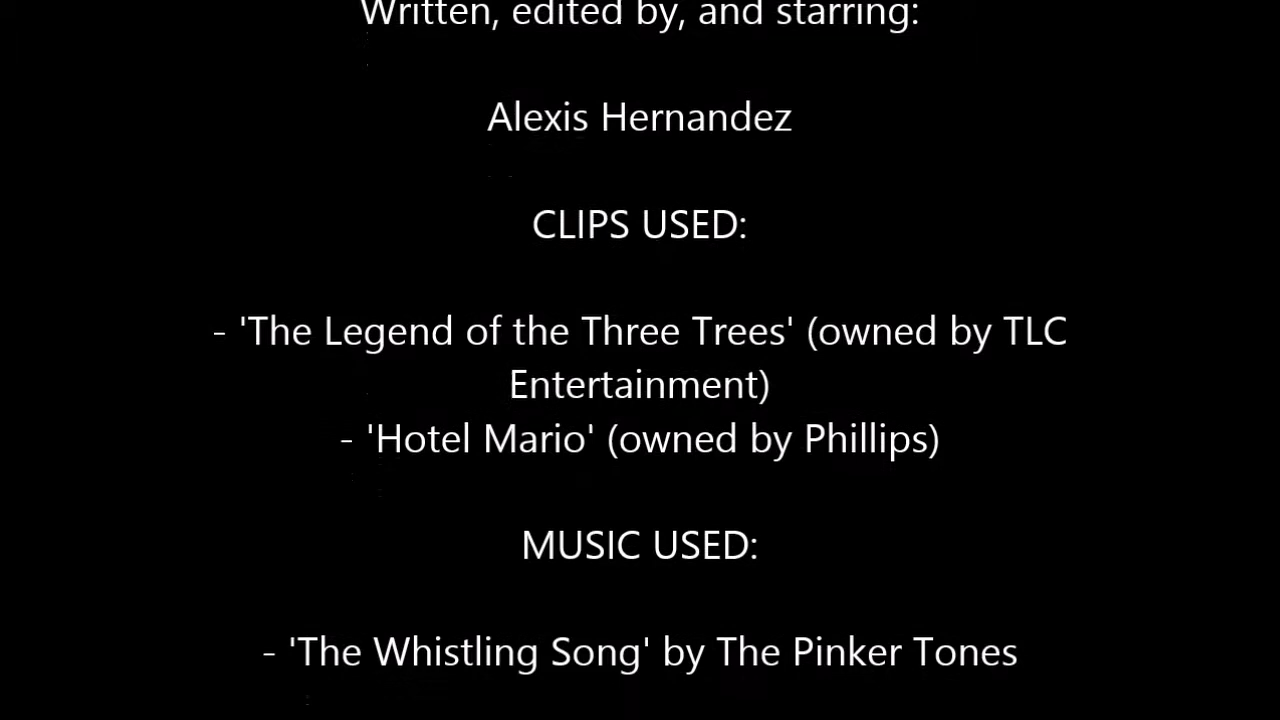 Written, edited by, and starring:
Alexis Hernandez
CLIPS USED:
- 'The Legend of the Three Trees' (owned by TLC
Entertainment)
- 'Hotel Mario' (owned by Phillips)
MUSIC USED:
- 'The Whistling Song' by The Pinker Tones